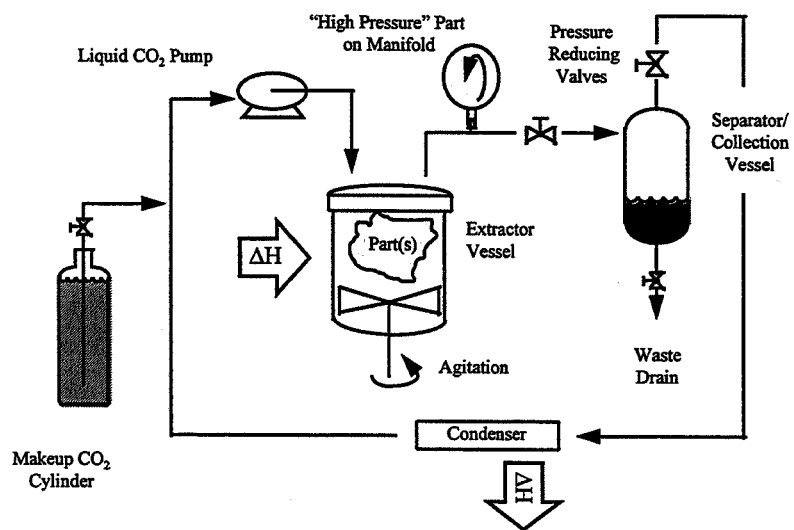 "High Pressure" Part
on Manifold
Pressure
Reducing
Valves
Liquid CO₂ Pump
Separator/
Collection
Vessel
Part(s)
Extractor
Vessel
ΔH
Agitation
Waste
Drain
Condenser
Makeup CO₂
Cylinder
ΔH